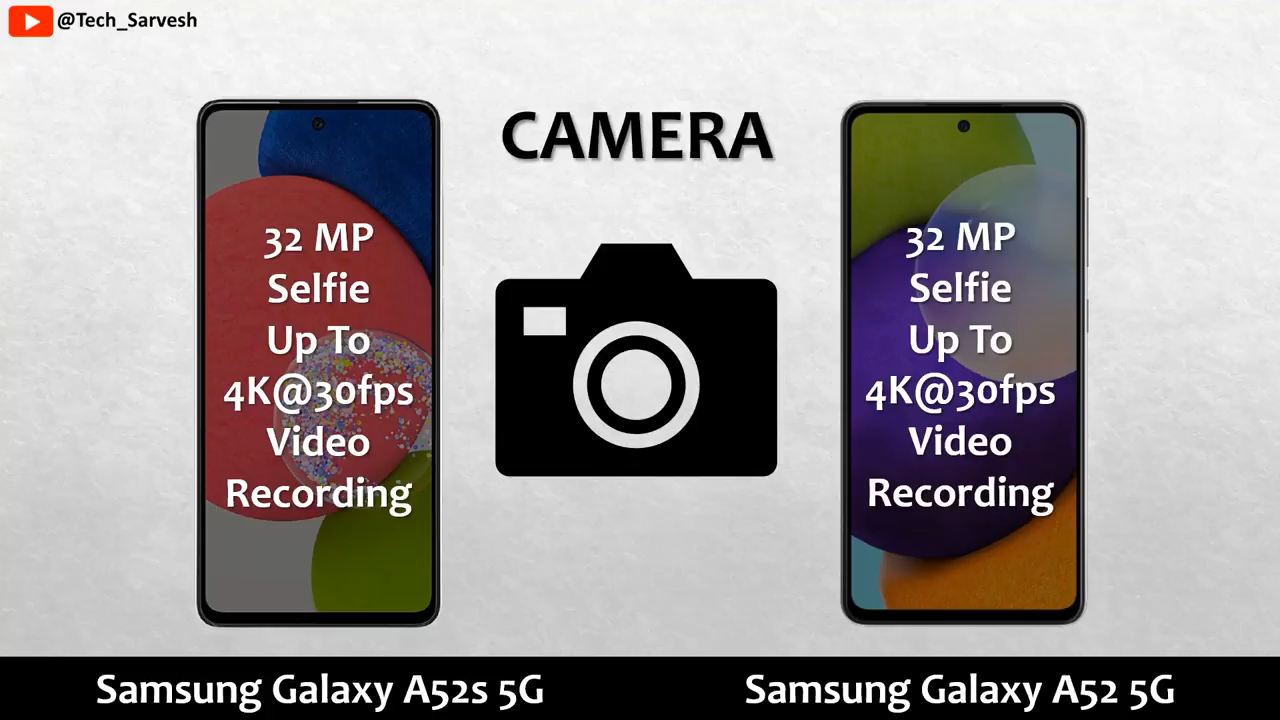 @Tech_Sarvesh
CAMERA
32 MP
Selfie
Up To
4K@30fps
Video
Recording
32 MP
Selfie
Up To
4K@30fps
Video
Recording
Samsung Galaxy A52s 5G
Samsung Galaxy A52 5G